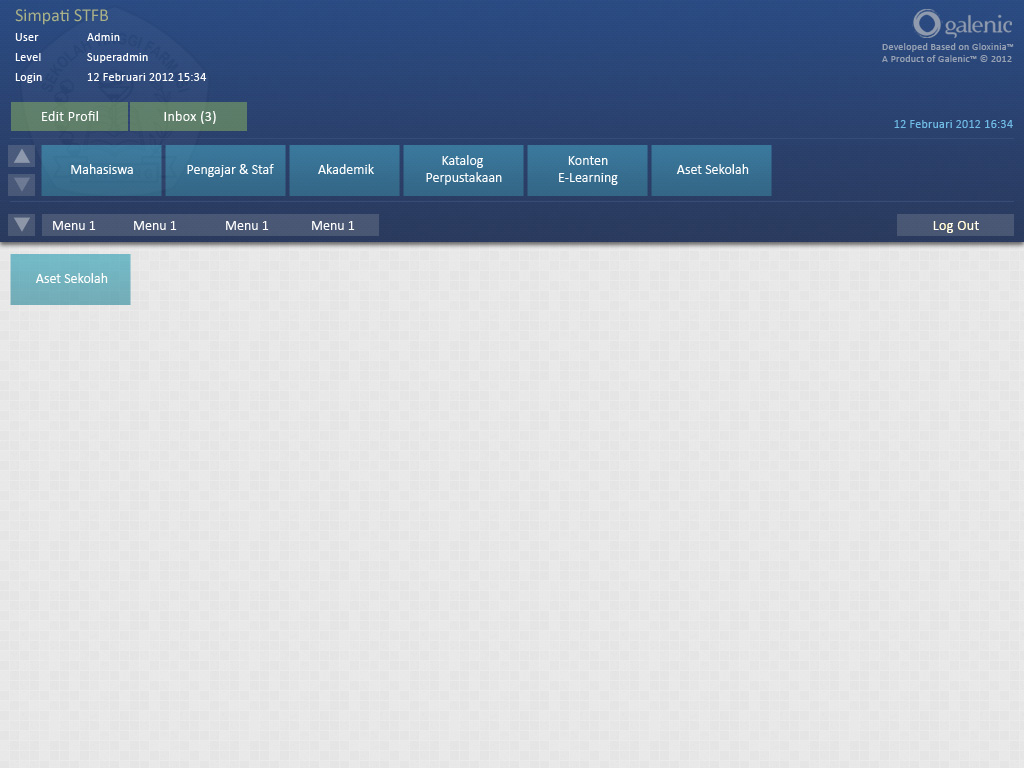 Simpati STFB
User Admin
Level Superadmin
Login 12 Februari 2012 15:34
galenic
Developed Based on Gloxinia™
A Product of Galenic™ © 2012
Edit Profil
Inbox (3)
12 Februari 2012 16:34
Mahasiswa
Pengajar & Staf
Akademik
Katalog
Perpustakaan
Konten
E-Learning
Aset Sekolah
Menu 1 Menu 1 Menu 1 Menu 1
Log Out
Aset Sekolah